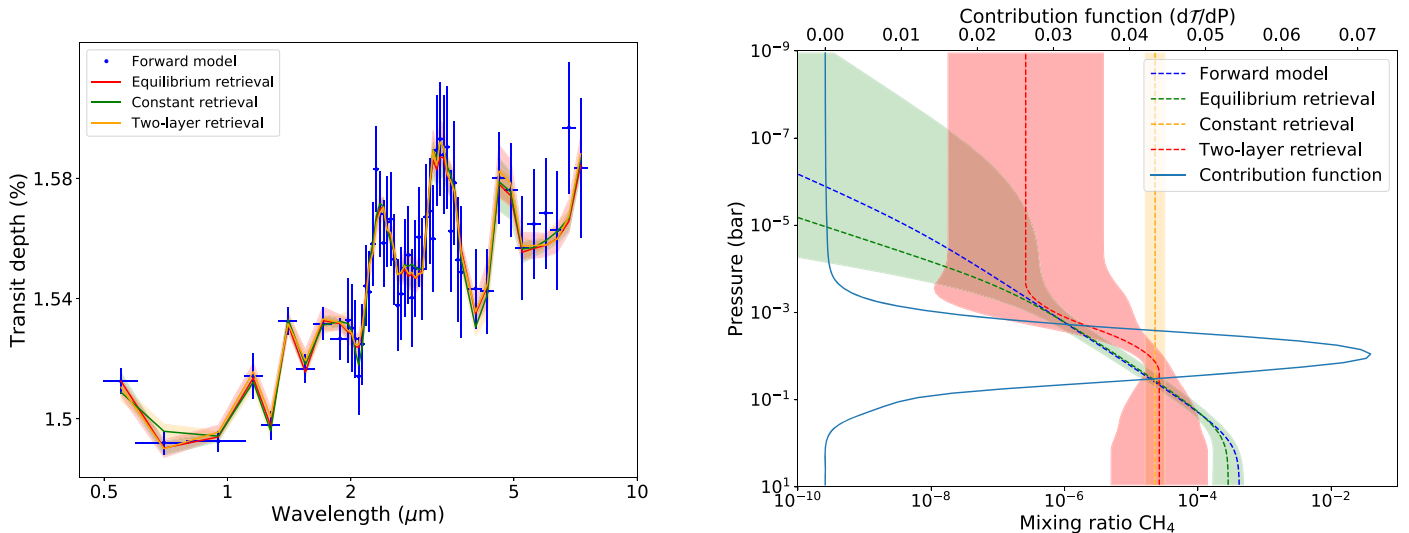 Forward model
Equilibrium retrieval
Constant retrieval
Two-layer retrieval
Transit depth (%)
1.58
1.54
1.5
0.5
1
2
5
10
Wavelength (μm)
Contribution function (d𝒯/dP)
0.00
0.01
0.02
0.03
0.04
0.05
0.06
0.07
Forward model
Equilibrium retrieval
Constant retrieval
Two-layer retrieval
Contribution function
Pressure (bar)
10⁻⁹
10⁻⁷
10⁻⁵
10⁻³
10⁻¹
10¹
10⁻¹⁰
10⁻⁸
10⁻⁶
10⁻⁴
10⁻²
Mixing ratio CH₄